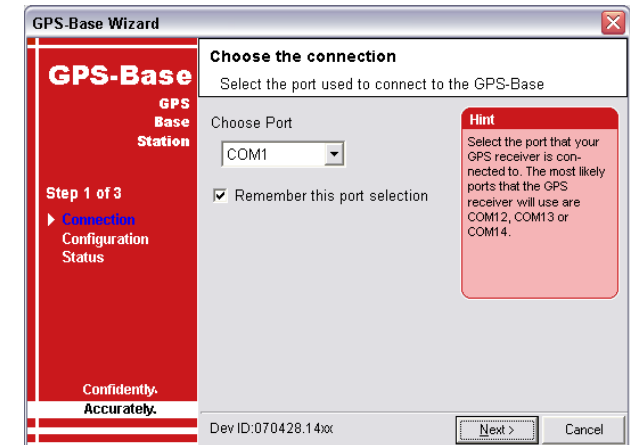 GPS-Base Wizard
GPS-Base
GPS
Base
Station
Step 1 of 3
Connection
Configuration
Status
Confidently.
Accurately.
Choose the connection
Select the port used to connect to the GPS-Base
Choose Port
COM1
Remember this port selection
Hint
Select the port that your
GPS receiver is con-
nected to. The most likely
ports that the GPS
receiver will use are
COM12, COM13 or
COM14.
Dev ID:070428.14xx
Next >
Cancel